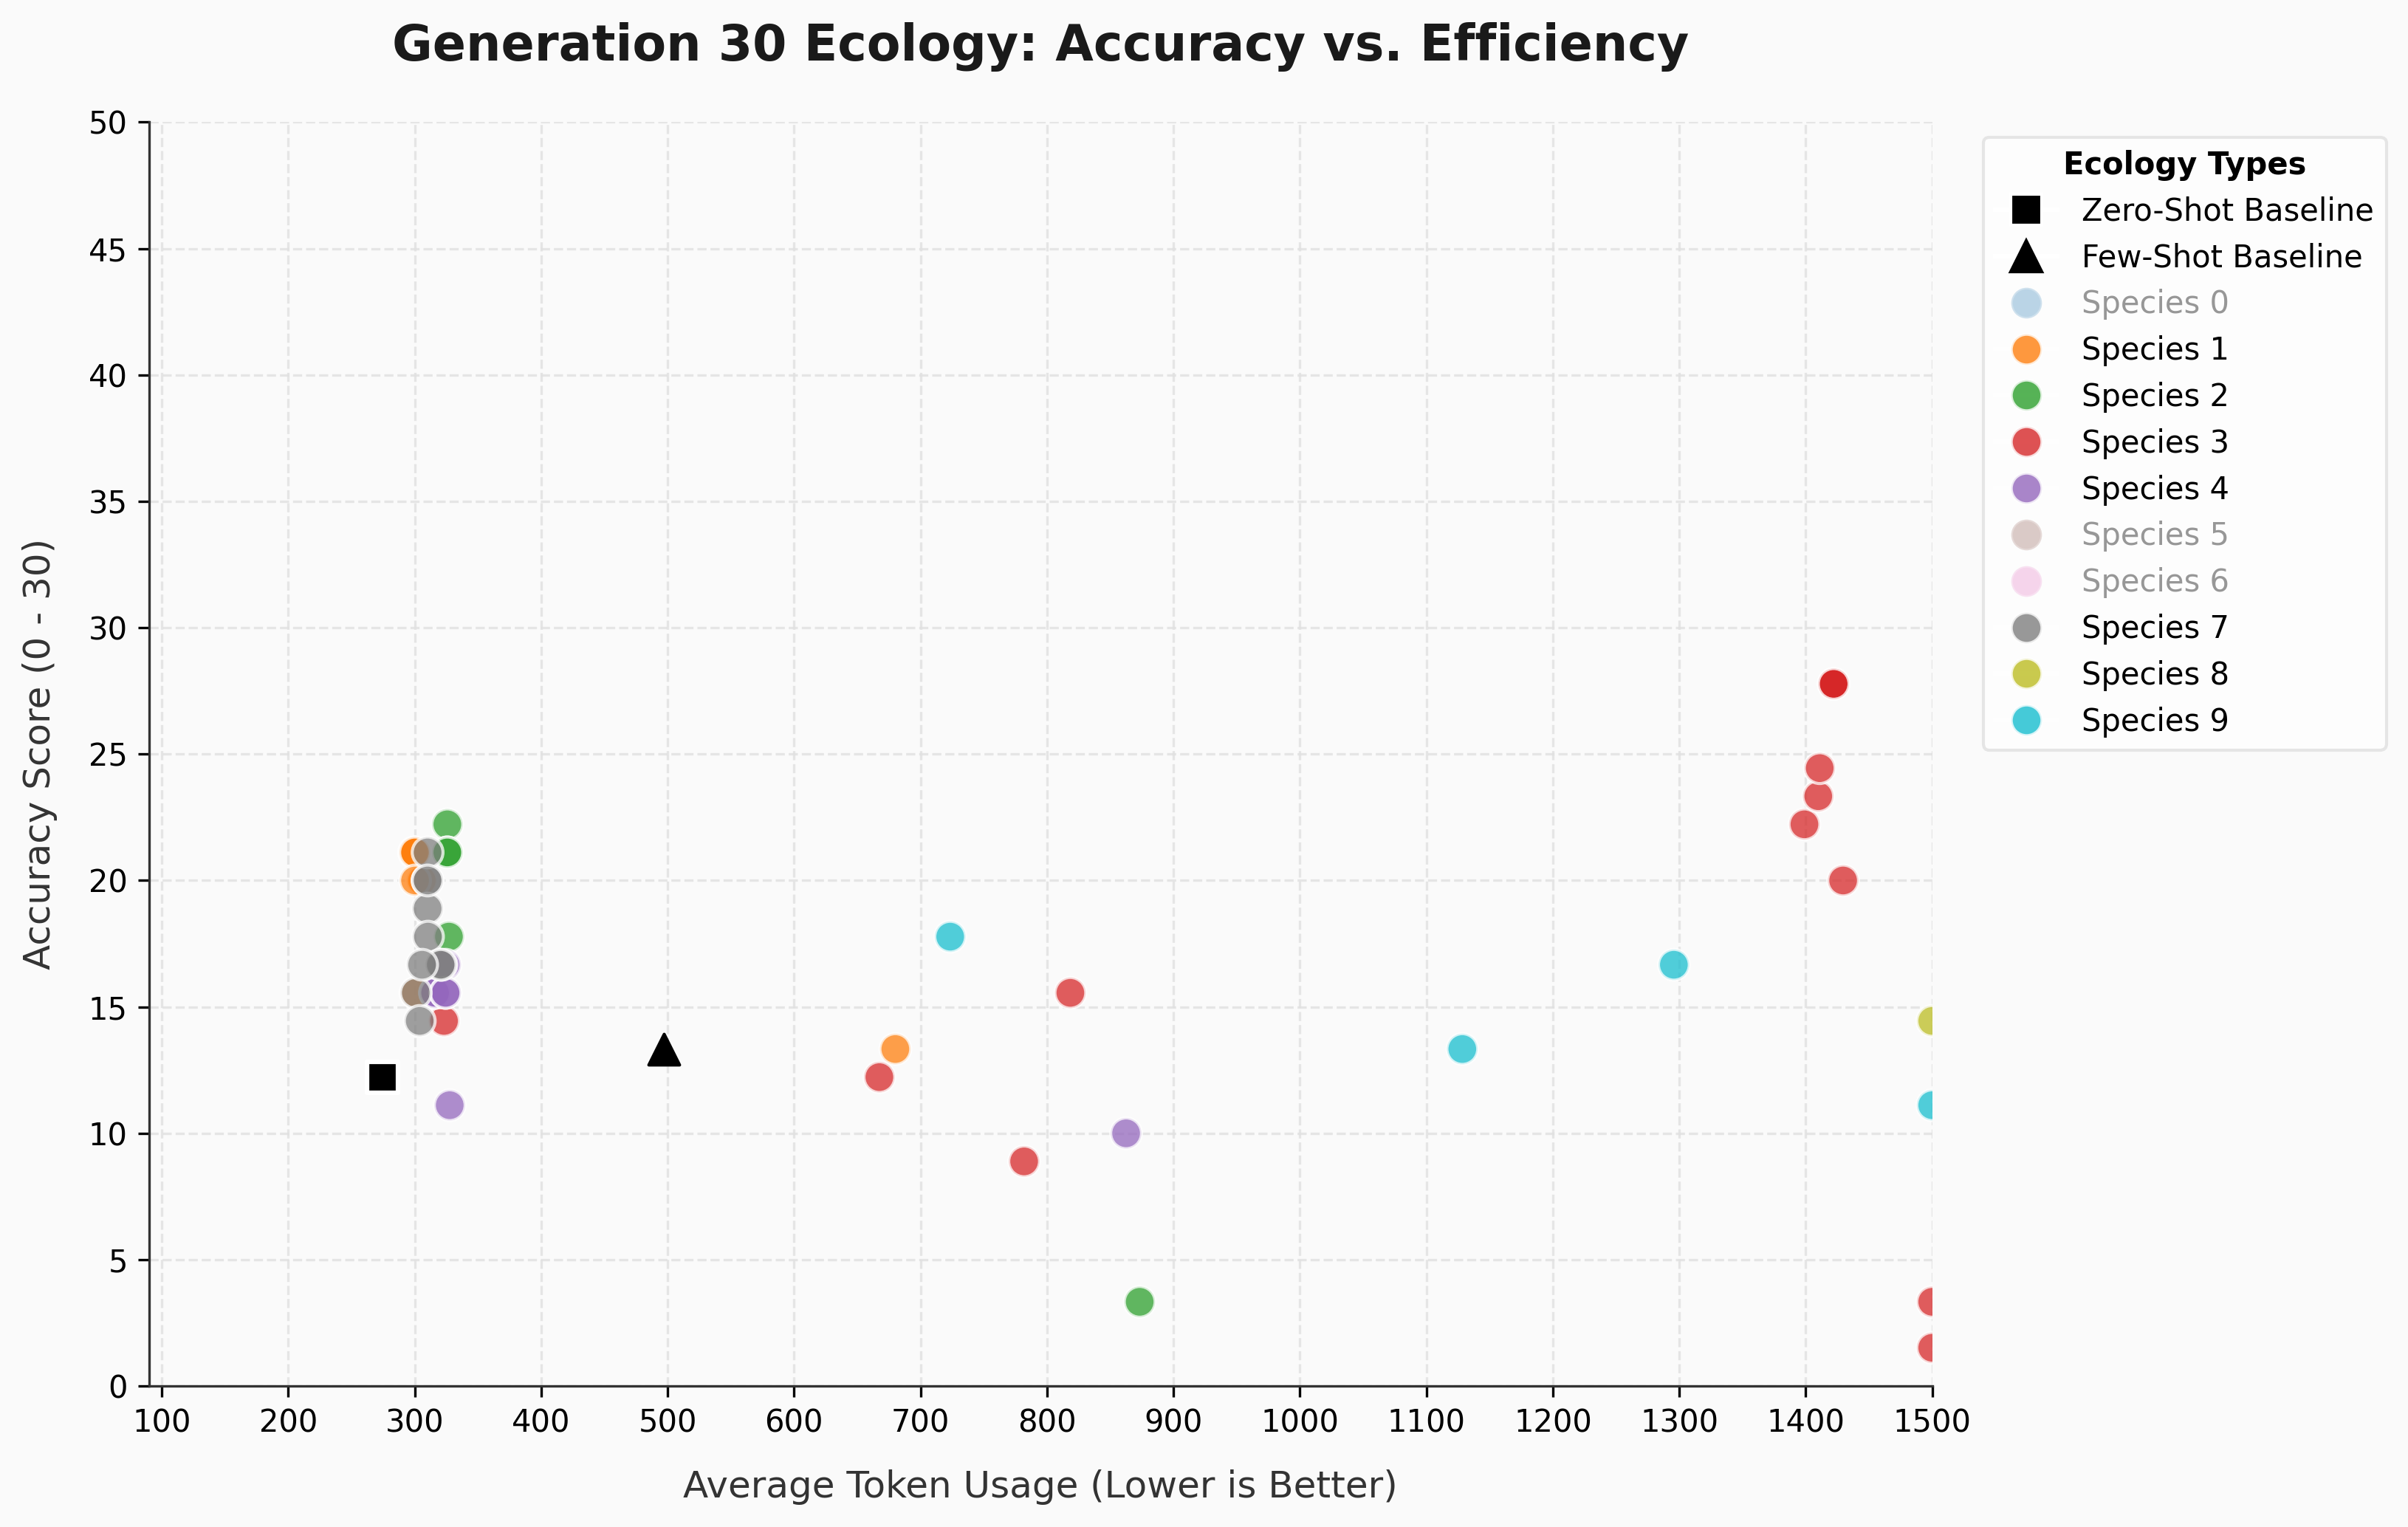 Generation 30 Ecology: Accuracy vs. Efficiency
50
45
40
35
30
25
20
15
10
5
0
Accuracy Score (0 - 30)
100 200 300 400 500 600 700 800 900 1000 1100 1200 1300 1400 1500
Average Token Usage (Lower is Better)
Ecology Types
Zero-Shot Baseline
Few-Shot Baseline
Species 0
Species 1
Species 2
Species 3
Species 4
Species 5
Species 6
Species 7
Species 8
Species 9